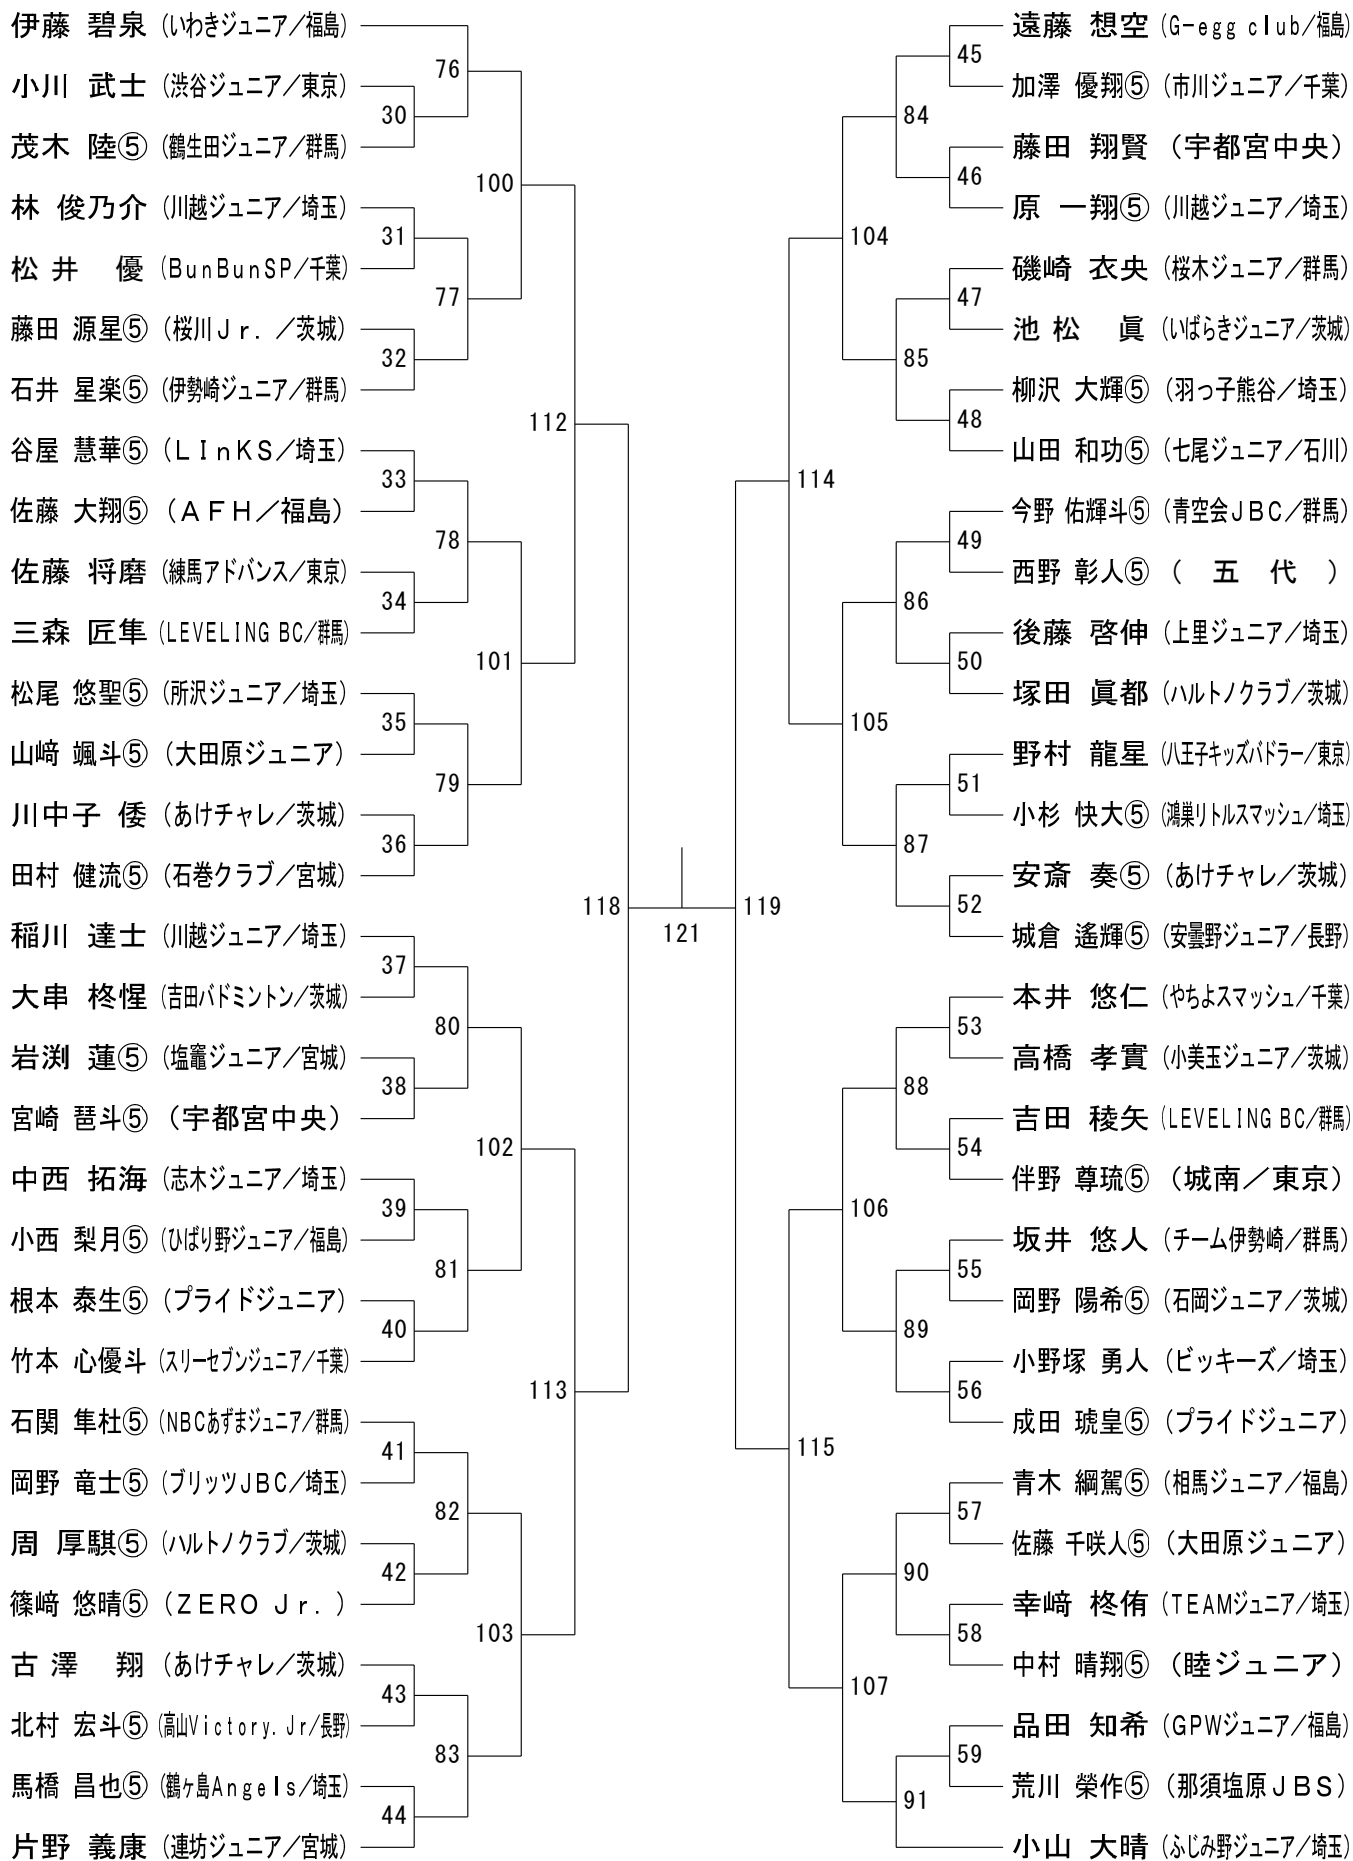 伊藤 碧泉 (いわきジュニア／福島)
76
小川 武士 (渋谷ジュニア／東京)
30
茂木 陸⑤ (鶴生田ジュニア／群馬)
100
林 俊乃介 (川越ジュニア／埼玉)
31
松井 優 (BunBunSP／千葉)
77
藤田 源星⑤ (桜川Jr.／茨城)
32
石井 星楽⑤ (伊勢崎ジュニア／群馬)
112
谷屋 慧華⑤ (LInKS／埼玉)
33
佐藤 大翔⑤ (AFH／福島)
78
佐藤 将磨 (練馬アドバンス／東京)
34
三森 匠隼 (LEVELING BC／群馬)
101
松尾 悠聖⑤ (所沢ジュニア／埼玉)
35
山﨑 颯斗⑤ (大田原ジュニア)
79
川中子 倭 (あけチャレ／茨城)
36
田村 健流⑤ (石巻クラブ／宮城)
118
稲川 達士 (川越ジュニア／埼玉)
37
大串 柊惺 (吉田バドミントン／茨城)
80
岩渕 蓮⑤ (塩竈ジュニア／宮城)
38
宮崎 琶斗⑤ (宇都宮中央)
102
中西 拓海 (志木ジュニア／埼玉)
39
小西 梨月⑤ (ひばり野ジュニア／福島)
81
根本 泰生⑤ (プライドジュニア)
40
竹本 心優斗 (スリーセブンジュニア／千葉)
113
石関 隼杜⑤ (NBCあずまジュニア／群馬)
41
岡野 竜士⑤ (ブリッツJBC／埼玉)
82
周 厚騏⑤ (ハルトノクラブ／茨城)
42
篠﨑 悠晴⑤ (ZERO Jr.)
103
古澤 翔 (あけチャレ／茨城)
43
北村 宏斗⑤ (高山Victory.Jr／長野)
83
馬橋 昌也⑤ (鶴ヶ島Angels／埼玉)
44
片野 義康 (連坊ジュニア／宮城)
121
遠藤 想空 (G-egg club／福島)
45
加澤 優翔⑤ (市川ジュニア／千葉)
84
藤田 翔賢 (宇都宮中央)
46
原 一翔⑤ (川越ジュニア／埼玉)
104
磯崎 衣央 (桜木ジュニア／群馬)
47
池松 眞 (いばらきジュニア／茨城)
85
柳沢 大輝⑤ (羽っ子熊谷／埼玉)
48
山田 和功⑤ (七尾ジュニア／石川)
114
今野 佑輝斗⑤ (青空会JBC／群馬)
49
西野 彰人⑤ (五代)
86
後藤 啓伸 (上里ジュニア／埼玉)
50
塚田 眞都 (ハルトノクラブ／茨城)
105
野村 龍星 (八王子キッズバドラー／東京)
51
小杉 快大⑤ (鴻巣リトルスマッシュ／埼玉)
87
安斎 奏⑤ (あけチャレ／茨城)
52
城倉 遙輝⑤ (安曇野ジュニア／長野)
119
本井 悠仁 (やちよスマッシュ／千葉)
53
高橋 孝實 (小美玉ジュニア／茨城)
88
吉田 稜矢 (LEVELING BC／群馬)
54
伴野 尊琉⑤ (城南／東京)
106
坂井 悠人 (チーム伊勢崎／群馬)
55
岡野 陽希⑤ (石岡ジュニア／茨城)
89
小野塚 勇人 (ビッキーズ／埼玉)
56
成田 琥皇⑤ (プライドジュニア)
115
青木 綱駕⑤ (相馬ジュニア／福島)
57
佐藤 千咲人⑤ (大田原ジュニア)
90
幸﨑 柊侑 (TEAMジュニア／埼玉)
58
中村 晴翔⑤ (睦ジュニア)
107
品田 知希 (GPWジュニア／福島)
59
荒川 榮作⑤ (那須塩原JBS)
91
小山 大晴 (ふじみ野ジュニア／埼玉)